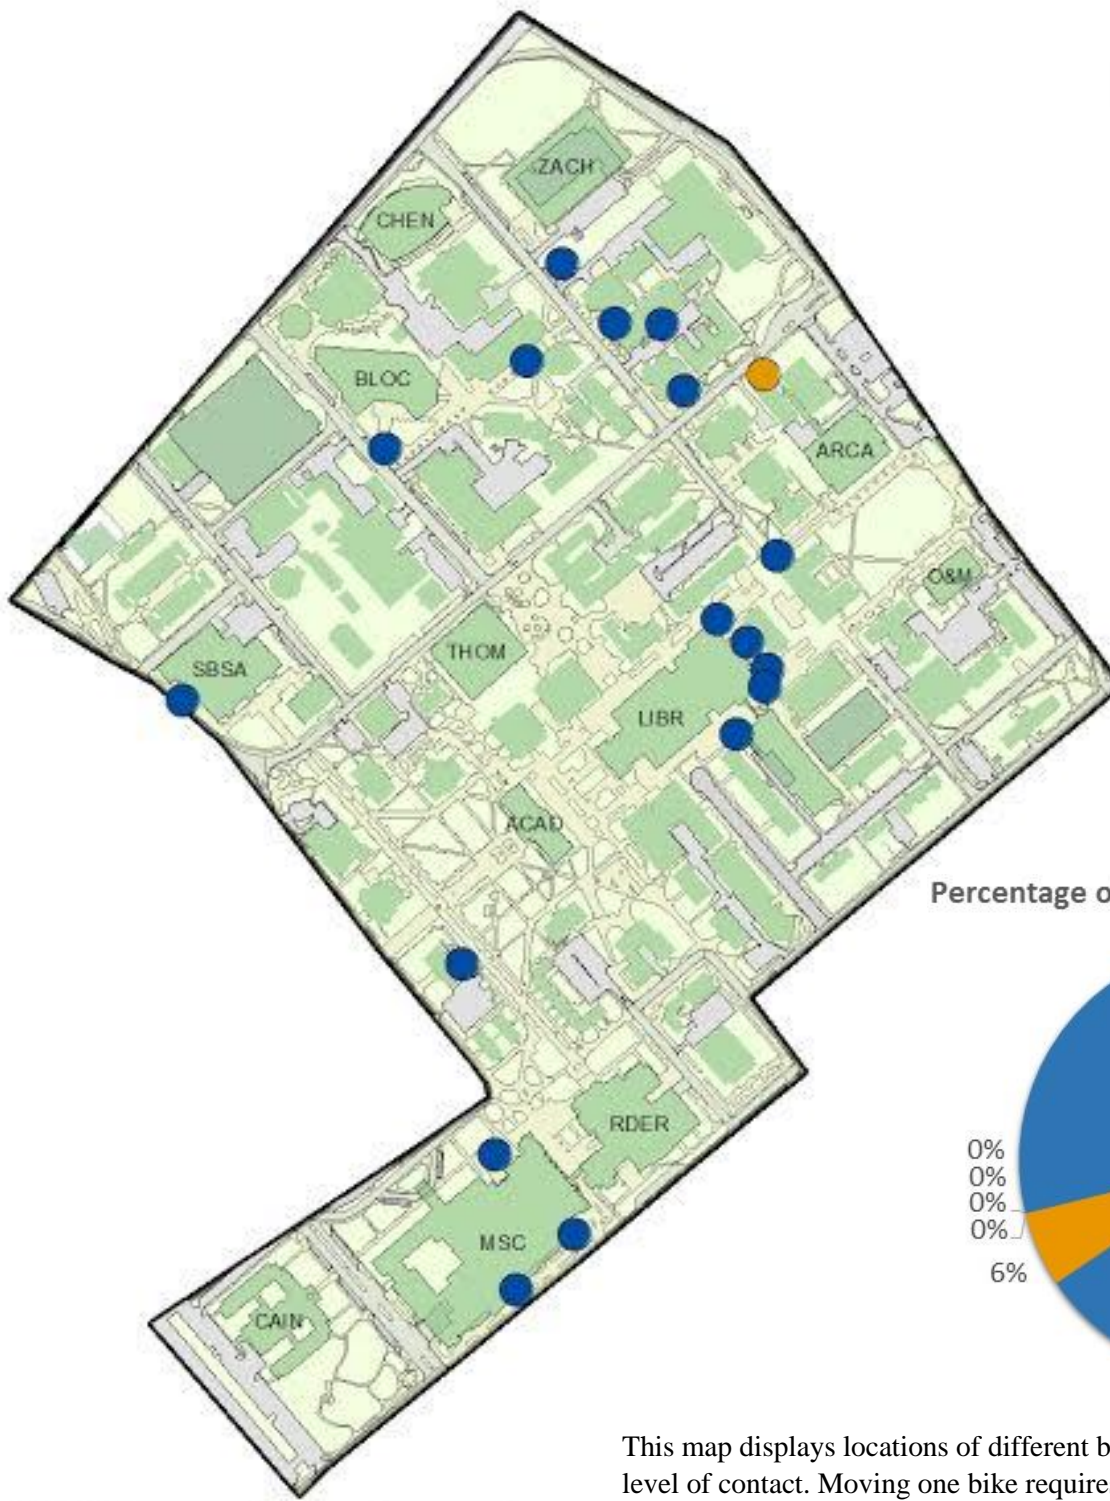 ZACH
CHEN
BLOC
ARCA
O&M
SBSA
THOM
LIBR
ACAD
Percentage o
RDER
0%
0%
0%
0%
MSC
6%
CAIN
This map displays locations of different b
level of contact. Moving one bike require